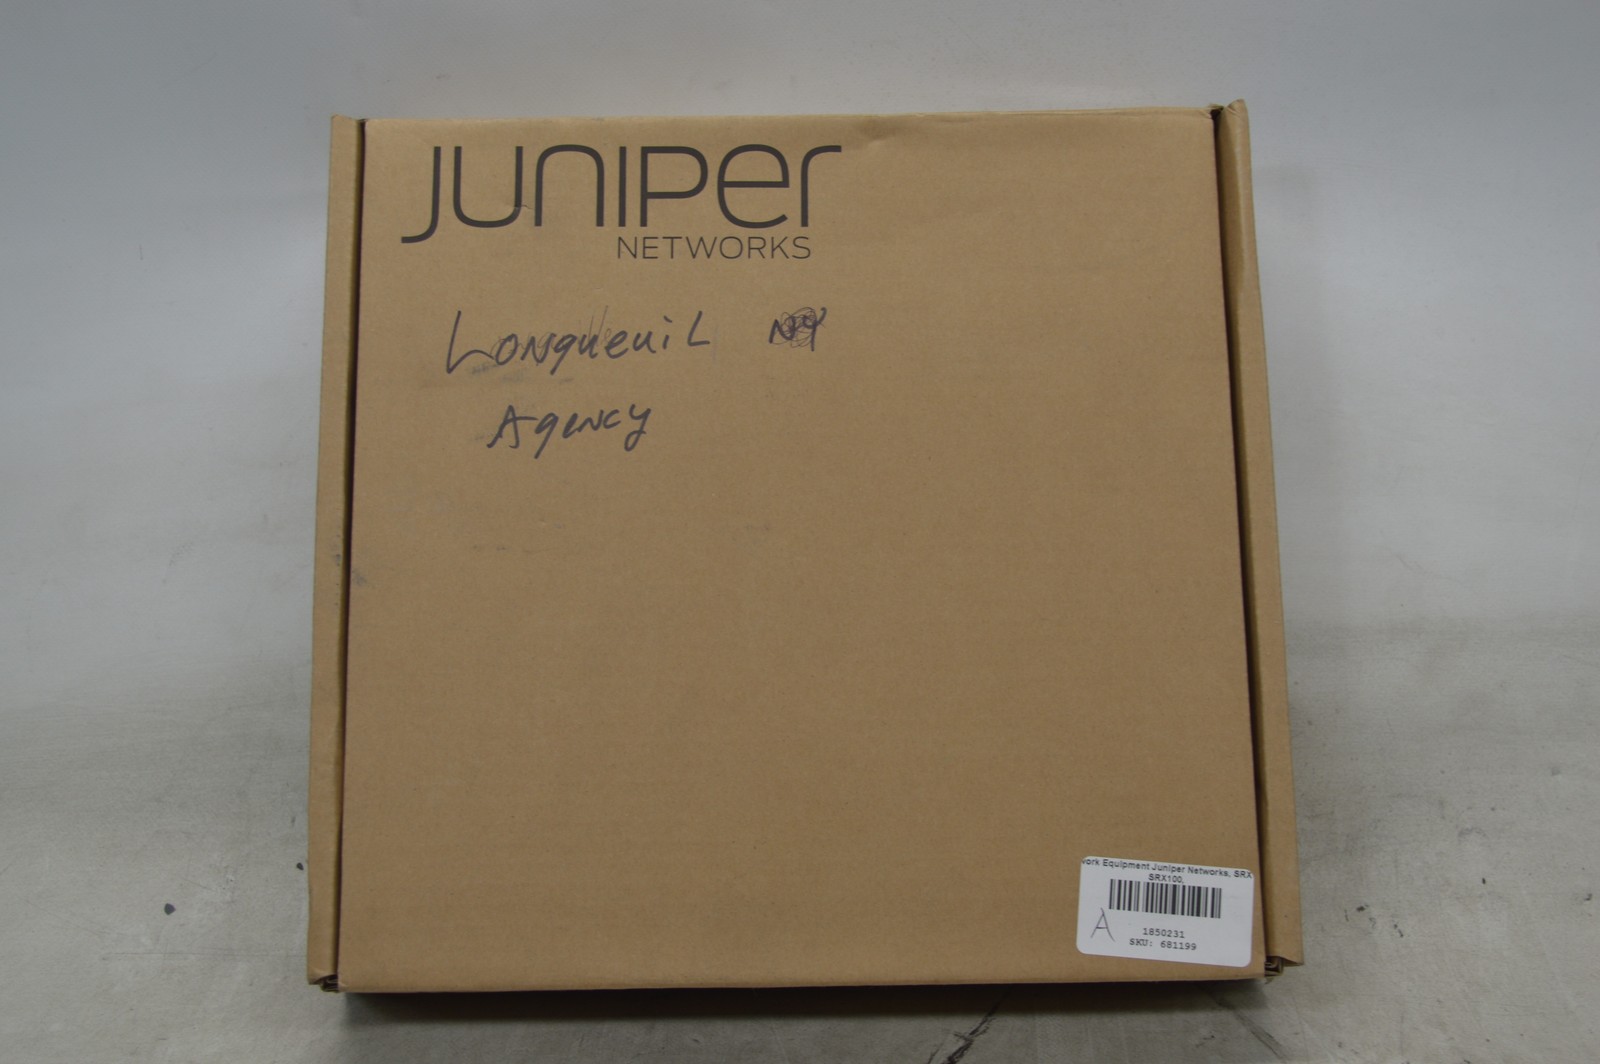 Juniper
NETWORKS
Longueuil
Agency
work Equipment Juniper Networks, SRX
SRX100,
A
1850231
SKU: 681199